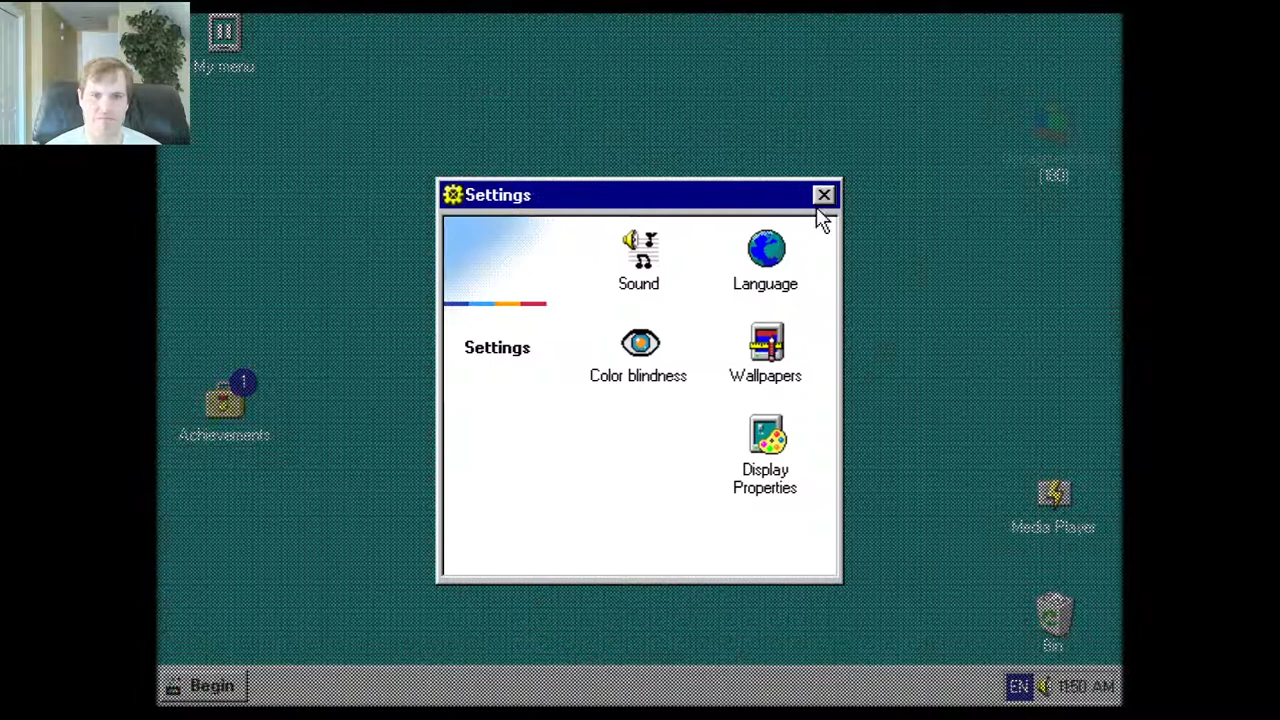 My menu
(100)
Settings
Sound
Language
Settings
Color blindness
Wallpapers
1
Achievements
Display
Properties
Media Player
Bin
Begin
EN
11:50 AM